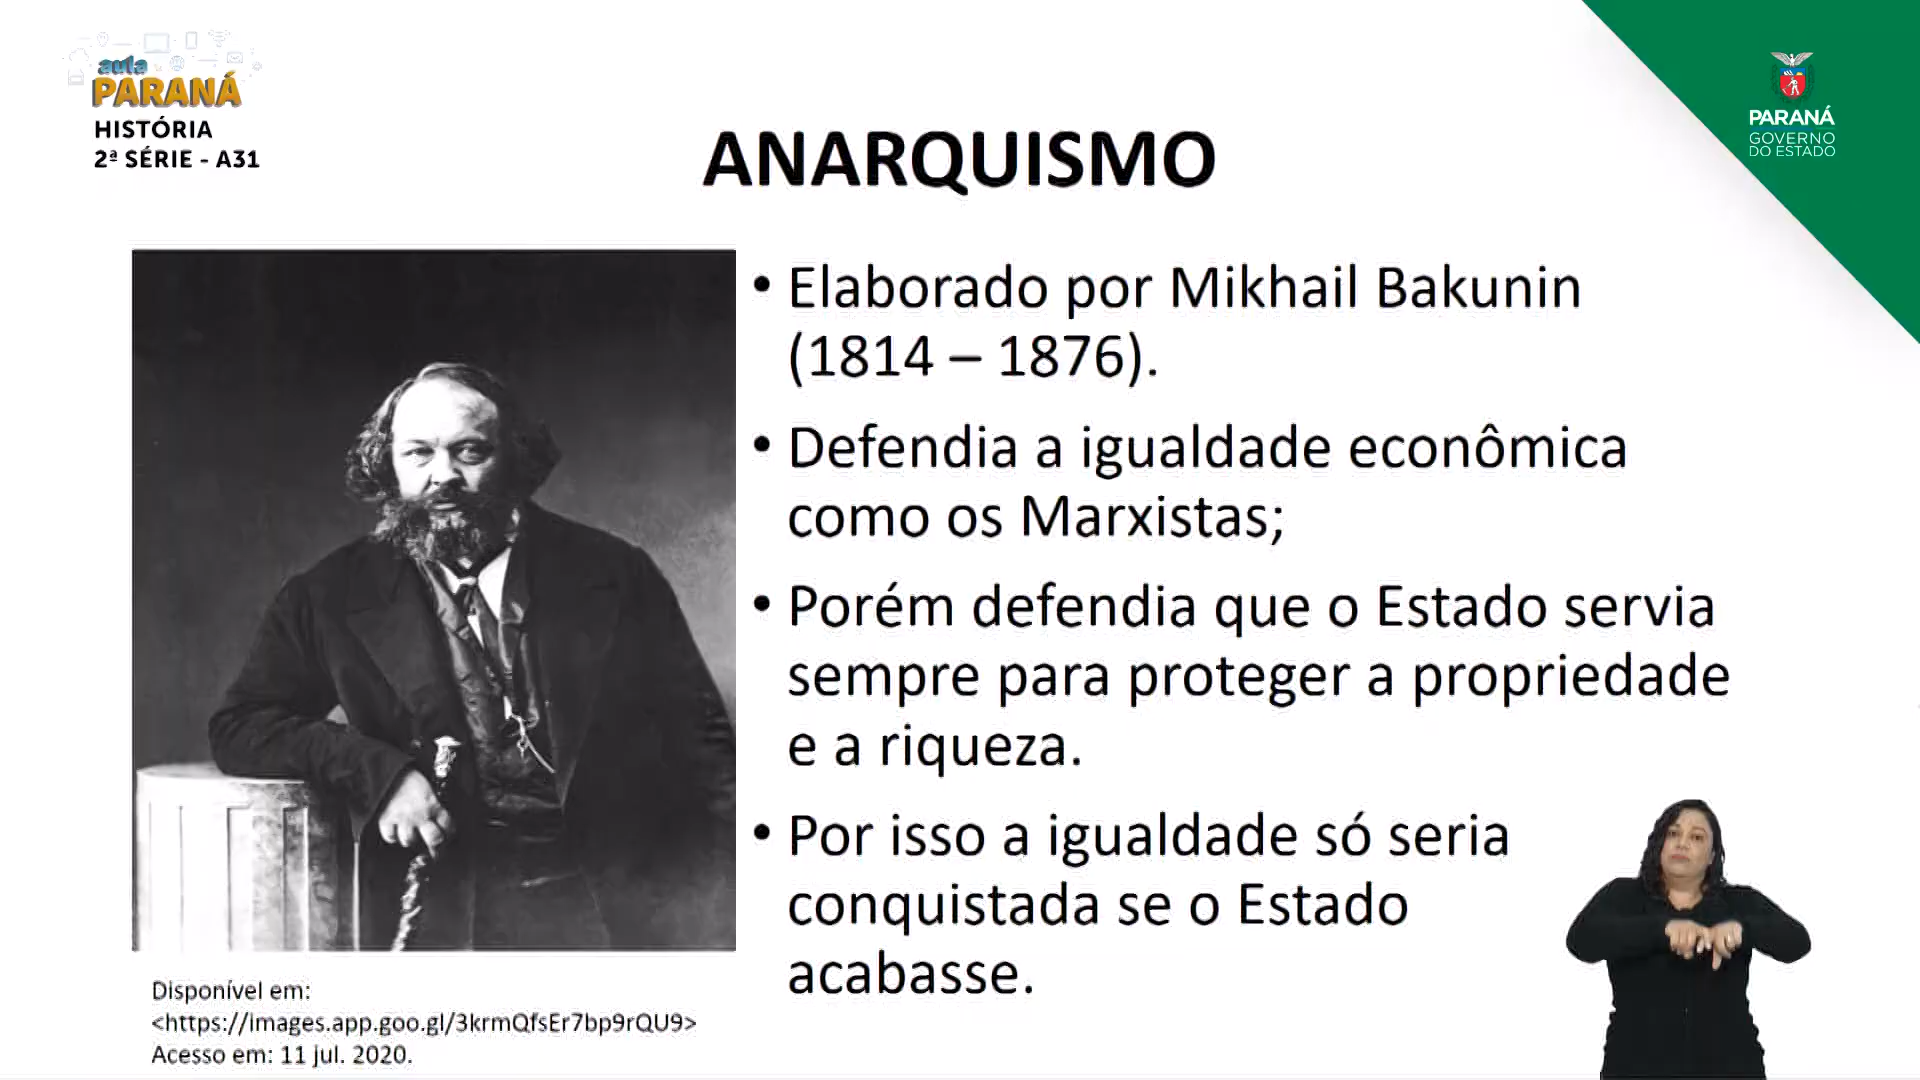 aula
PARANÁ
HISTÓRIA
2ª SÉRIE - A31
PARANÁ
GOVERNO
DO ESTADO
ANARQUISMO
• Elaborado por Mikhail Bakunin
(1814 – 1876).
• Defendia a igualdade econômica
como os Marxistas;
• Porém defendia que o Estado servia
sempre para proteger a propriedade
e a riqueza.
• Por isso a igualdade só seria
conquistada se o Estado
acabasse.
Disponível em:
<https://images.app.goo.gl/3krmQfsEr7bp9rQU9>
Acesso em: 11 jul. 2020.